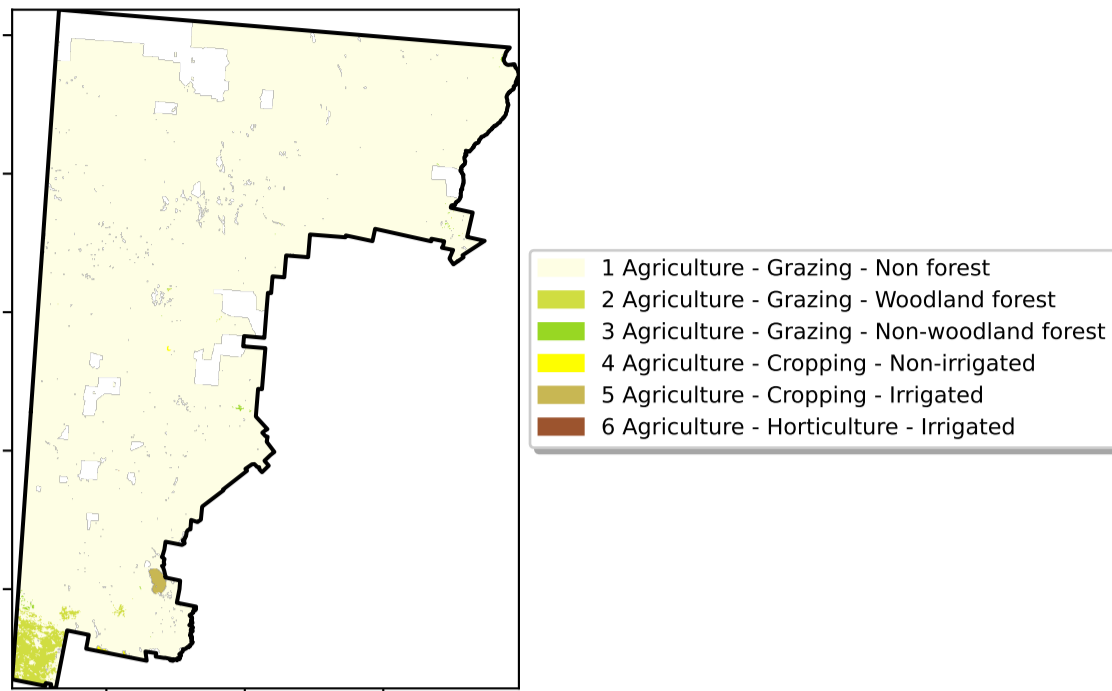 1 Agriculture - Grazing - Non forest
2 Agriculture - Grazing - Woodland forest
3 Agriculture - Grazing - Non-woodland forest
4 Agriculture - Cropping - Non-irrigated
5 Agriculture - Cropping - Irrigated
6 Agriculture - Horticulture - Irrigated